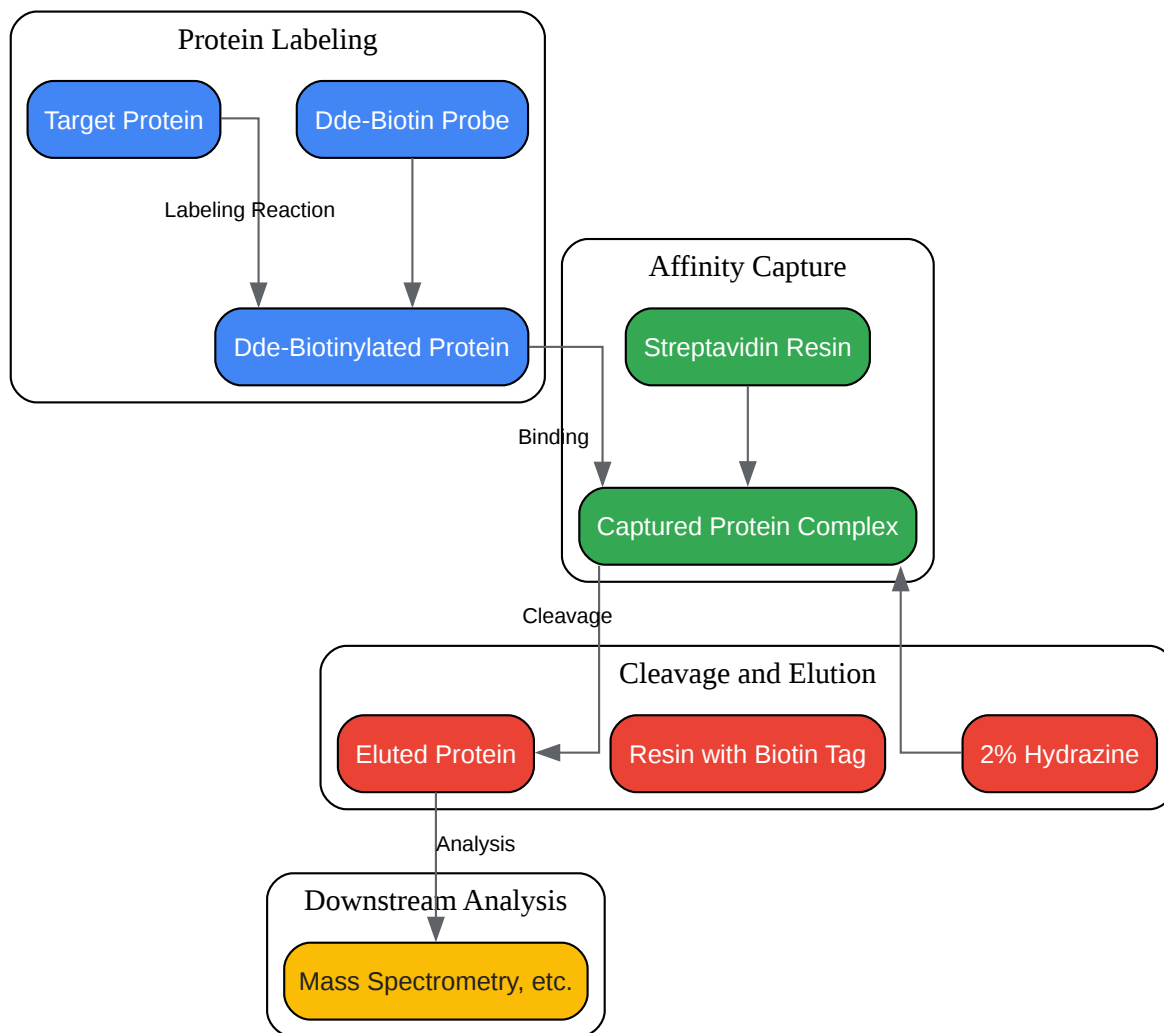 Protein Labeling
Target Protein
Dde-Biotin Probe
Labeling Reaction
Dde-Biotinylated Protein
Affinity Capture
Streptavidin Resin
Binding
Captured Protein Complex
Cleavage
Cleavage and Elution
Eluted Protein
Resin with Biotin Tag
2% Hydrazine
Analysis
Downstream Analysis
Mass Spectrometry, etc.